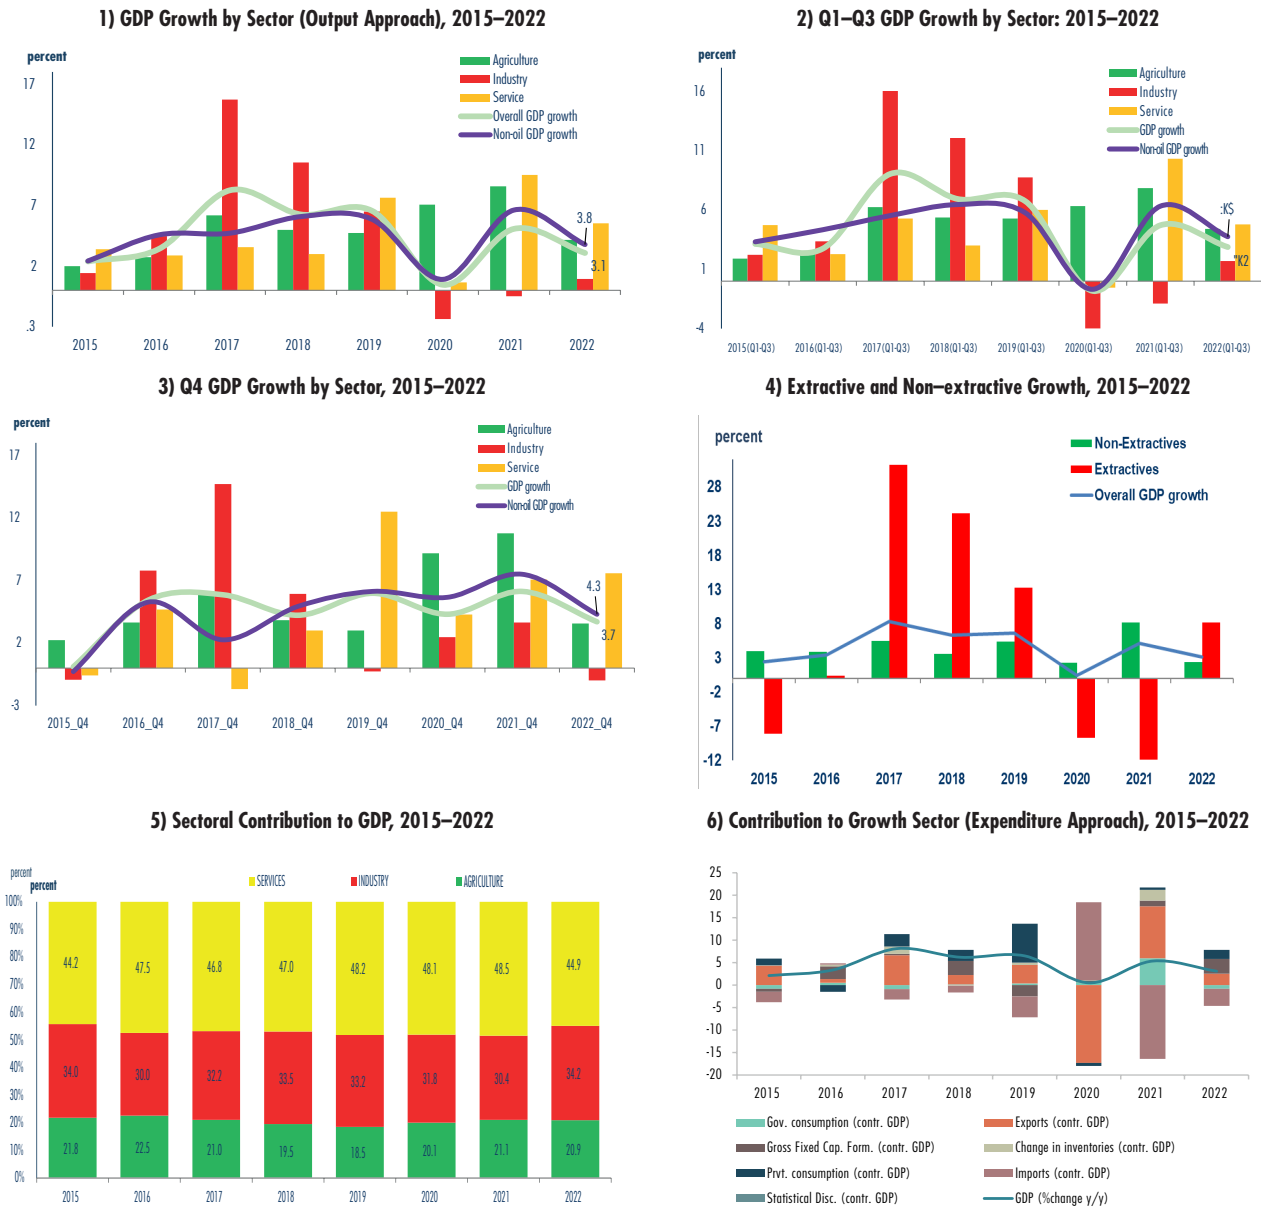 1) GDP Growth by Sector (Output Approach), 2015–2022
percent
Agriculture
Industry
Service
Overall GDP growth
Non-oil GDP growth
17
12
7
2
.3
3.8
3.1
2015 2016 2017 2018 2019 2020 2021 2022
2) Q1–Q3 GDP Growth by Sector: 2015–2022
percent
Agriculture
Industry
Service
GDP growth
Non-oil GDP growth
16
11
6
1
-4
:K$
"K2
2015(Q1-Q3) 2016(Q1-Q3) 2017(Q1-Q3) 2018(Q1-Q3) 2019(Q1-Q3) 2020(Q1-Q3) 2021(Q1-Q3) 2022(Q1-Q3)
3) Q4 GDP Growth by Sector, 2015–2022
percent
Agriculture
Industry
Service
GDP growth
Non-oil GDP growth
17
12
7
2
-3
4.3
3.7
2015_Q4 2016_Q4 2017_Q4 2018_Q4 2019_Q4 2020_Q4 2021_Q4 2022_Q4
4) Extractive and Non–extractive Growth, 2015–2022
percent
Non-Extractives
Extractives
Overall GDP growth
28
23
18
13
8
3
-2
-7
-12
2015 2016 2017 2018 2019 2020 2021 2022
5) Sectoral Contribution to GDP, 2015–2022
percent
percent
SERVICES INDUSTRY AGRICULTURE
100%
90%
80%
70%
60%
50%
40%
30%
20%
10%
0%
44.2 47.5 46.8 47.0 48.2 48.1 48.5 44.9
34.0 30.0 32.2 33.5 33.2 31.8 30.4 34.2
21.8 22.5 21.0 19.5 18.5 20.1 21.1 20.9
2015 2016 2017 2018 2019 2020 2021 2022
6) Contribution to Growth Sector (Expenditure Approach), 2015–2022
25
20
15
10
5
0
-5
-10
-15
-20
2015 2016 2017 2018 2019 2020 2021 2022
Gov. consumption (contr. GDP) Exports (contr. GDP)
Gross Fixed Cap. Form. (contr. GDP) Change in inventories (contr. GDP)
Prvt. consumption (contr. GDP) Imports (contr. GDP)
Statistical Disc. (contr. GDP) GDP (%change y/y)